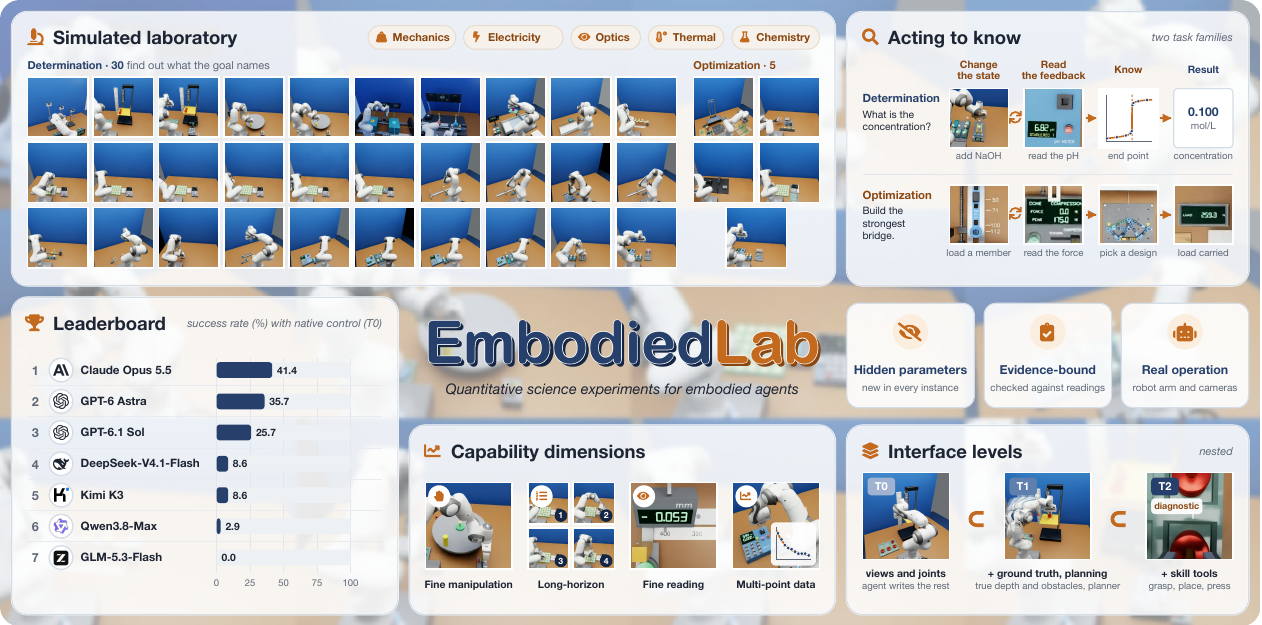 Simulated laboratory
Mechanics
Electricity
Optics
Thermal
Chemistry
Determination · 30 find out what the goal names
Optimization · 5
Acting to know
two task families
Change
the state
Read
the feedback
Know
Result
Determination
What is the
concentration?
6.82
0.100
mol/L
add NaOH
read the pH
end point
concentration
Optimization
Build the
strongest
bridge.
load a member
read the force
pick a design
load carried
Leaderboard
success rate (%) with native control (T0)
1 Claude Opus 5.5 41.4
2 GPT-6 Astra 35.7
3 GPT-6.1 Sol 25.7
4 DeepSeek-V4.1-Flash 8.6
5 Kimi K3 8.6
6 Qwen3.8-Max 2.9
7 GLM-5.3-Flash 0.0
0 25 50 75 100
EmbodiedLab
Quantitative science experiments for embodied agents
Hidden parameters
new in every instance
Evidence-bound
checked against readings
Real operation
robot arm and cameras
Capability dimensions
1
2
3
4
mm
- 0.053
Fine manipulation
Long-horizon
Fine reading
Multi-point data
Interface levels
nested
T0
T1
T2
diagnostic
views and joints
agent writes the rest
+ ground truth, planning
true depth and obstacles, planner
+ skill tools
grasp, place, press